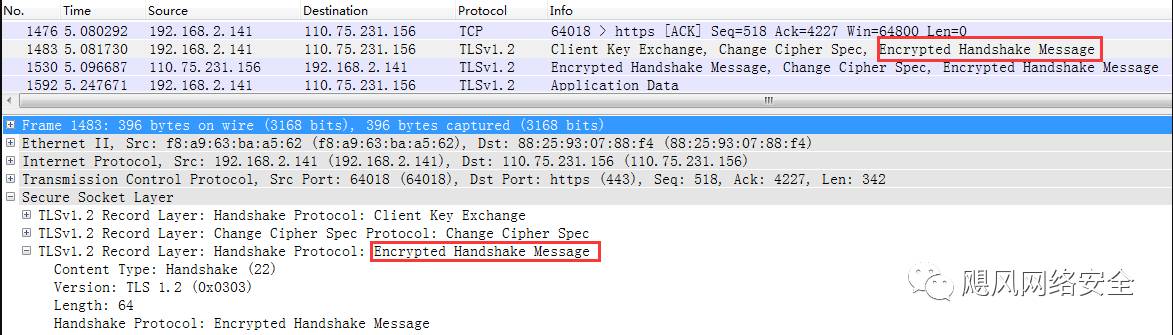 No. Time Source Destination Protocol Info
1476 5.080292 192.168.2.141 110.75.231.156 TCP 64018 > https [ACK] Seq=518 Ack=4227 Win=64800 Len=0
1483 5.081730 192.168.2.141 110.75.231.156 TLSv1.2 Client Key Exchange, Change Cipher Spec, Encrypted Handshake Message
1530 5.096687 110.75.231.156 192.168.2.141 TLSv1.2 Encrypted Handshake Message, Change Cipher Spec, Encrypted Handshake Message
1592 5.247671 192.168.2.141 110.75.231.156 TLSv1.2 Application Data
Frame 1483: 396 bytes on wire (3168 bits), 396 bytes captured (3168 bits)
Ethernet II, Src: f8:a9:63:ba:a5:62 (f8:a9:63:ba:a5:62), Dst: 88:25:93:07:88:f4 (88:25:93:07:88:f4)
Internet Protocol, Src: 192.168.2.141 (192.168.2.141), Dst: 110.75.231.156 (110.75.231.156)
Transmission Control Protocol, Src Port: 64018 (64018), Dst Port: https (443), Seq: 518, Ack: 4227, Len: 342
Secure Socket Layer
TLSv1.2 Record Layer: Handshake Protocol: Client Key Exchange
TLSv1.2 Record Layer: Change Cipher Spec Protocol: Change Cipher Spec
TLSv1.2 Record Layer: Handshake Protocol: Encrypted Handshake Message
Content Type: Handshake (22)
Version: TLS 1.2 (0x0303)
Length: 64
Handshake Protocol: Encrypted Handshake Message
飓风网络安全